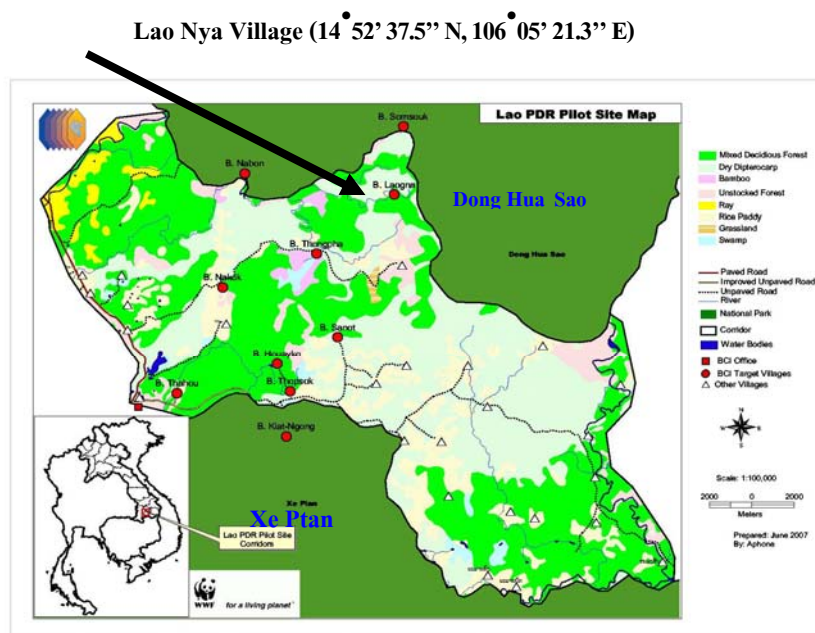 Lao Nya Village (14° 52’ 37.5” N, 106° 05’ 21.3” E)
Lao PDR Pilot Site Map
B. Somsouk
B. Nabon
B. Laogna
Dong Hua Sao
Dong Hua Sao
B. Thongpha
B. Nakok
B. Sanot
B. Houayko
B. Thahou
B. Thopsok
B. Kiat-Ngong
Xe Pian
Xe Ptan
Lao PDR Pilot Site
Corridors
WWF
for a living planet®
Mixed Decidious Forest
Dry Dipterocarp
Bamboo
Unstocked Forest
Ray
Rice Paddy
Grassland
Swamp
Paved Road
Improved Unpaved Road
Unpaved Road
River
National Park
Corridor
Water Bodies
BCI Office
BCI Target Villages
Other Villages
N
W
E
S
Scale: 1:100,000
2000 0 2000
Meters
Prepared: June 2007
By: Aphone